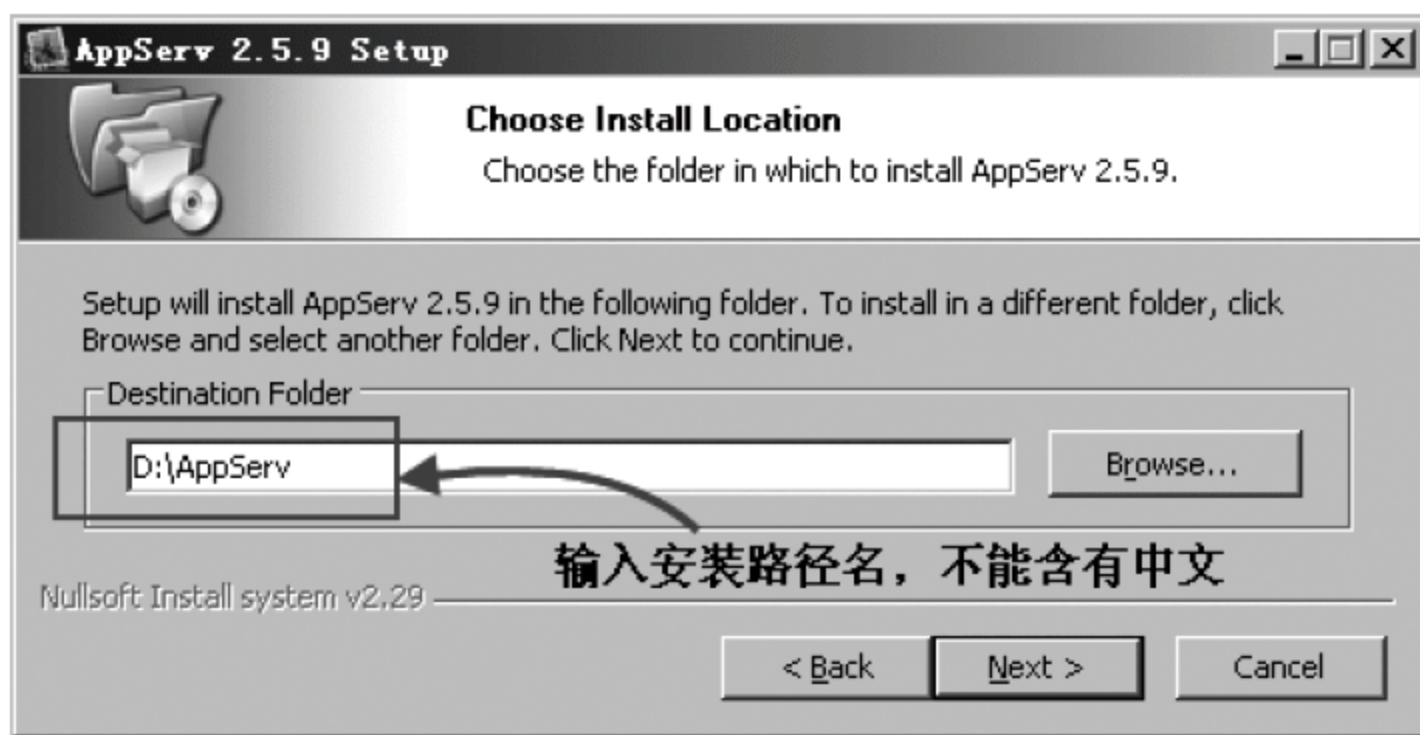 AppServ 2.5.9 Setup
Choose Install Location
Choose the folder in which to install AppServ 2.5.9.
Setup will install AppServ 2.5.9 in the following folder. To install in a different folder, click
Browse and select another folder. Click Next to continue.
Destination Folder
D:\AppServ
Browse...
输入安装路径名，不能含有中文
Nullsoft Install system v2.29
< Back
Next >
Cancel